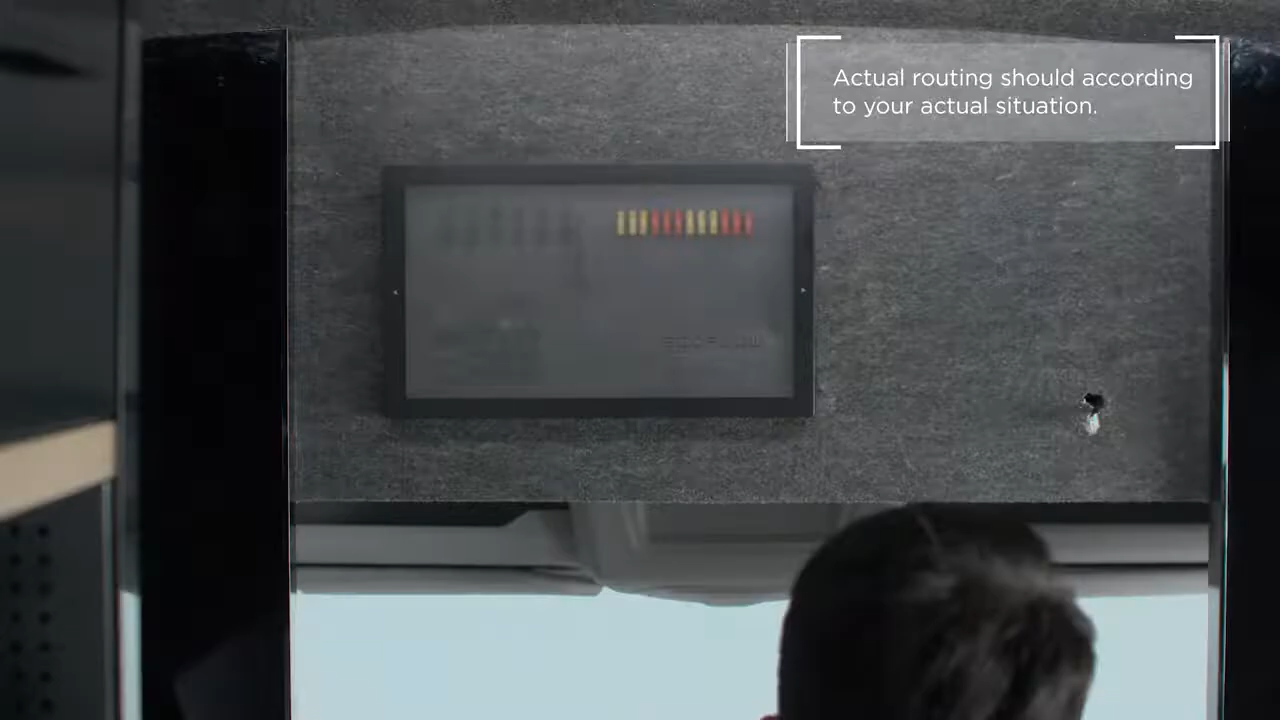 Actual routing should according
to your actual situation.